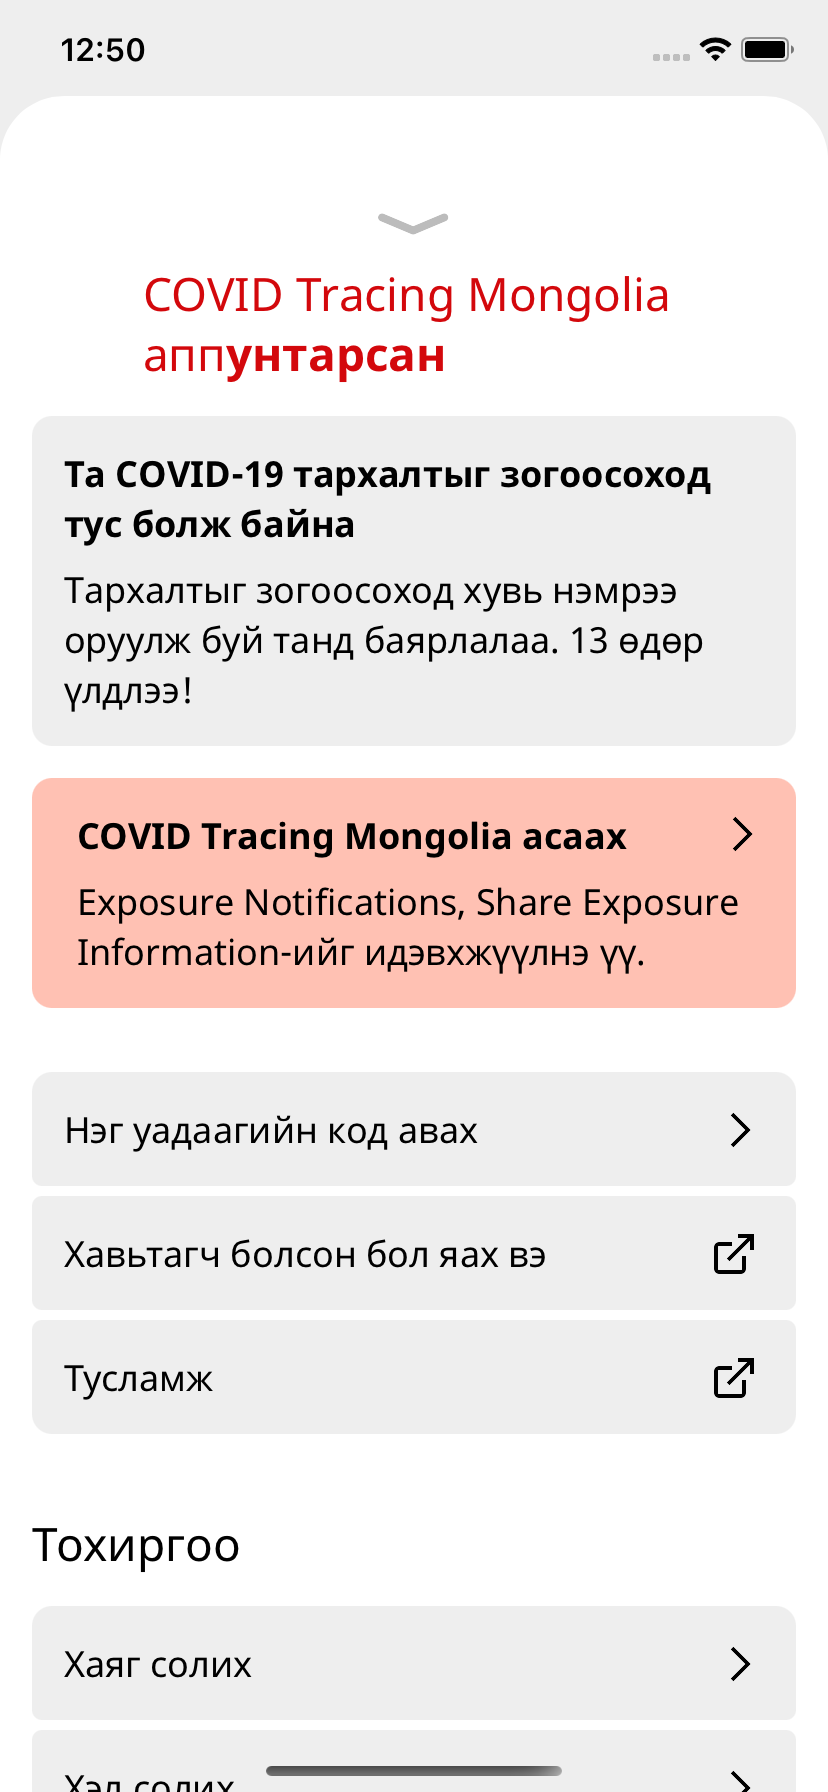 12:50
COVID Tracing Mongolia
аппунтарсан
Та COVID-19 тархалтыг зогоосоход
тус болж байна
Тархалтыг зогоосоход хувь нэмрээ
оруулж буй танд баярлалаа. 13 өдөр
үлдлээ!
COVID Tracing Mongolia асаах
Exposure Notifications, Share Exposure
Information-ийг идэвхжүүлнэ үү.
Нэг уадаагийн код авах
Хавьтагч болсон бол яах вэ
Тусламж
Тохиргоо
Хаяг солих
Хэл солих